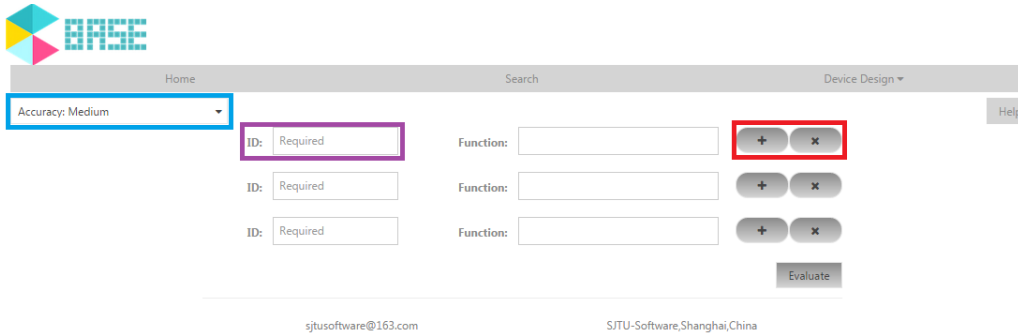 BASE
Home Search Device Design
Accuracy: Medium Help
ID: Required Function:
ID: Required Function:
ID: Required Function:
Evaluate
sjtusoftware@163.com SJTU-Software,Shanghai,China